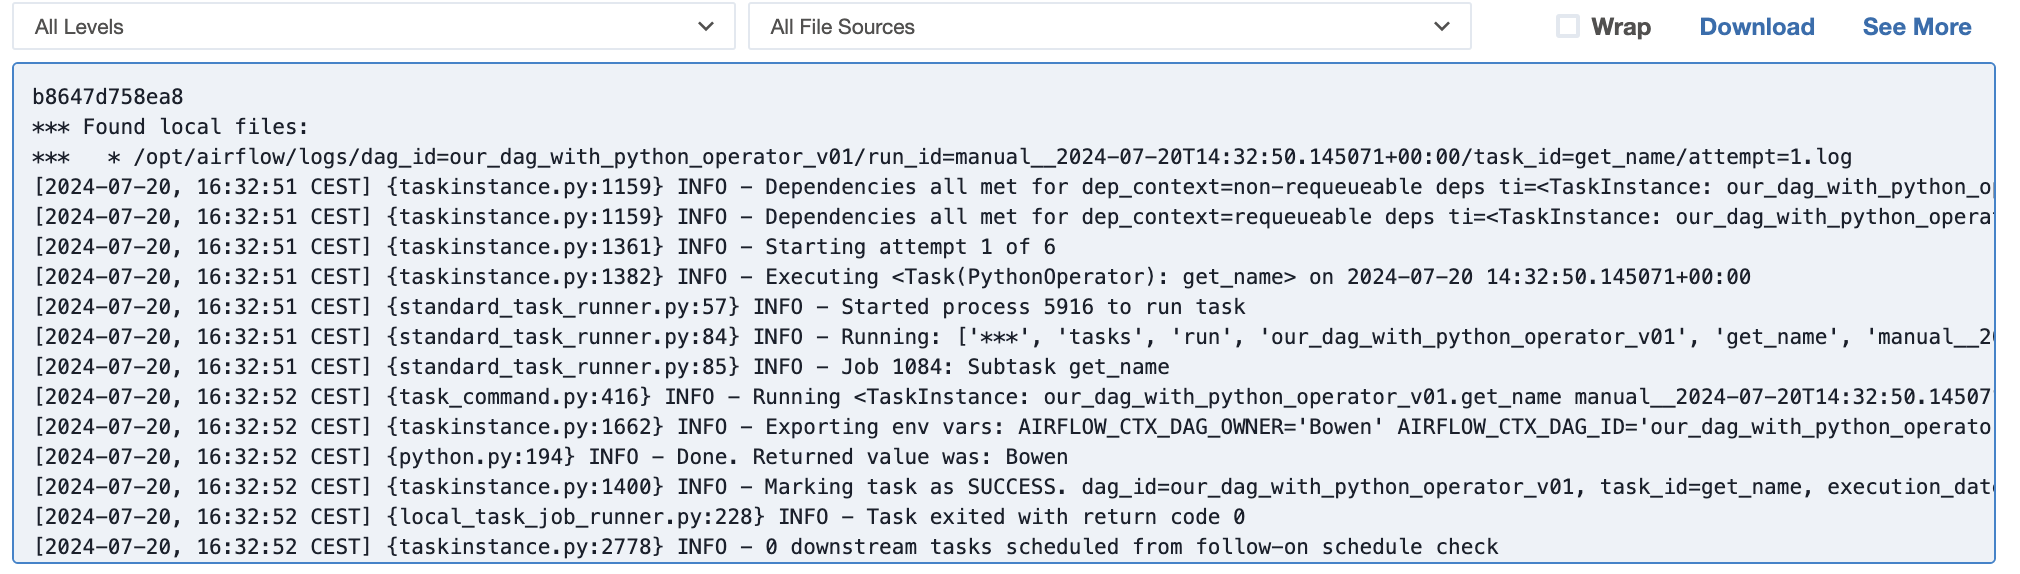 All Levels All File Sources Wrap Download See More
b8647d758ea8
*** Found local files:
***   * /opt/airflow/logs/dag_id=our_dag_with_python_operator_v01/run_id=manual__2024-07-20T14:32:50.145071+00:00/task_id=get_name/attempt=1.log
[2024-07-20, 16:32:51 CEST] {taskinstance.py:1159} INFO - Dependencies all met for dep_context=non-requeueable deps ti=<TaskInstance: our_dag_with_python_o
[2024-07-20, 16:32:51 CEST] {taskinstance.py:1159} INFO - Dependencies all met for dep_context=requeueable deps ti=<TaskInstance: our_dag_with_python_opera
[2024-07-20, 16:32:51 CEST] {taskinstance.py:1361} INFO - Starting attempt 1 of 6
[2024-07-20, 16:32:51 CEST] {taskinstance.py:1382} INFO - Executing <Task(PythonOperator): get_name> on 2024-07-20 14:32:50.145071+00:00
[2024-07-20, 16:32:51 CEST] {standard_task_runner.py:57} INFO - Started process 5916 to run task
[2024-07-20, 16:32:51 CEST] {standard_task_runner.py:84} INFO - Running: ['***', 'tasks', 'run', 'our_dag_with_python_operator_v01', 'get_name', 'manual__2
[2024-07-20, 16:32:51 CEST] {standard_task_runner.py:85} INFO - Job 1084: Subtask get_name
[2024-07-20, 16:32:52 CEST] {task_command.py:416} INFO - Running <TaskInstance: our_dag_with_python_operator_v01.get_name manual__2024-07-20T14:32:50.14507
[2024-07-20, 16:32:52 CEST] {taskinstance.py:1662} INFO - Exporting env vars: AIRFLOW_CTX_DAG_OWNER='Bowen' AIRFLOW_CTX_DAG_ID='our_dag_with_python_operato
[2024-07-20, 16:32:52 CEST] {python.py:194} INFO - Done. Returned value was: Bowen
[2024-07-20, 16:32:52 CEST] {taskinstance.py:1400} INFO - Marking task as SUCCESS. dag_id=our_dag_with_python_operator_v01, task_id=get_name, execution_dat
[2024-07-20, 16:32:52 CEST] {local_task_job_runner.py:228} INFO - Task exited with return code 0
[2024-07-20, 16:32:52 CEST] {taskinstance.py:2778} INFO - 0 downstream tasks scheduled from follow-on schedule check